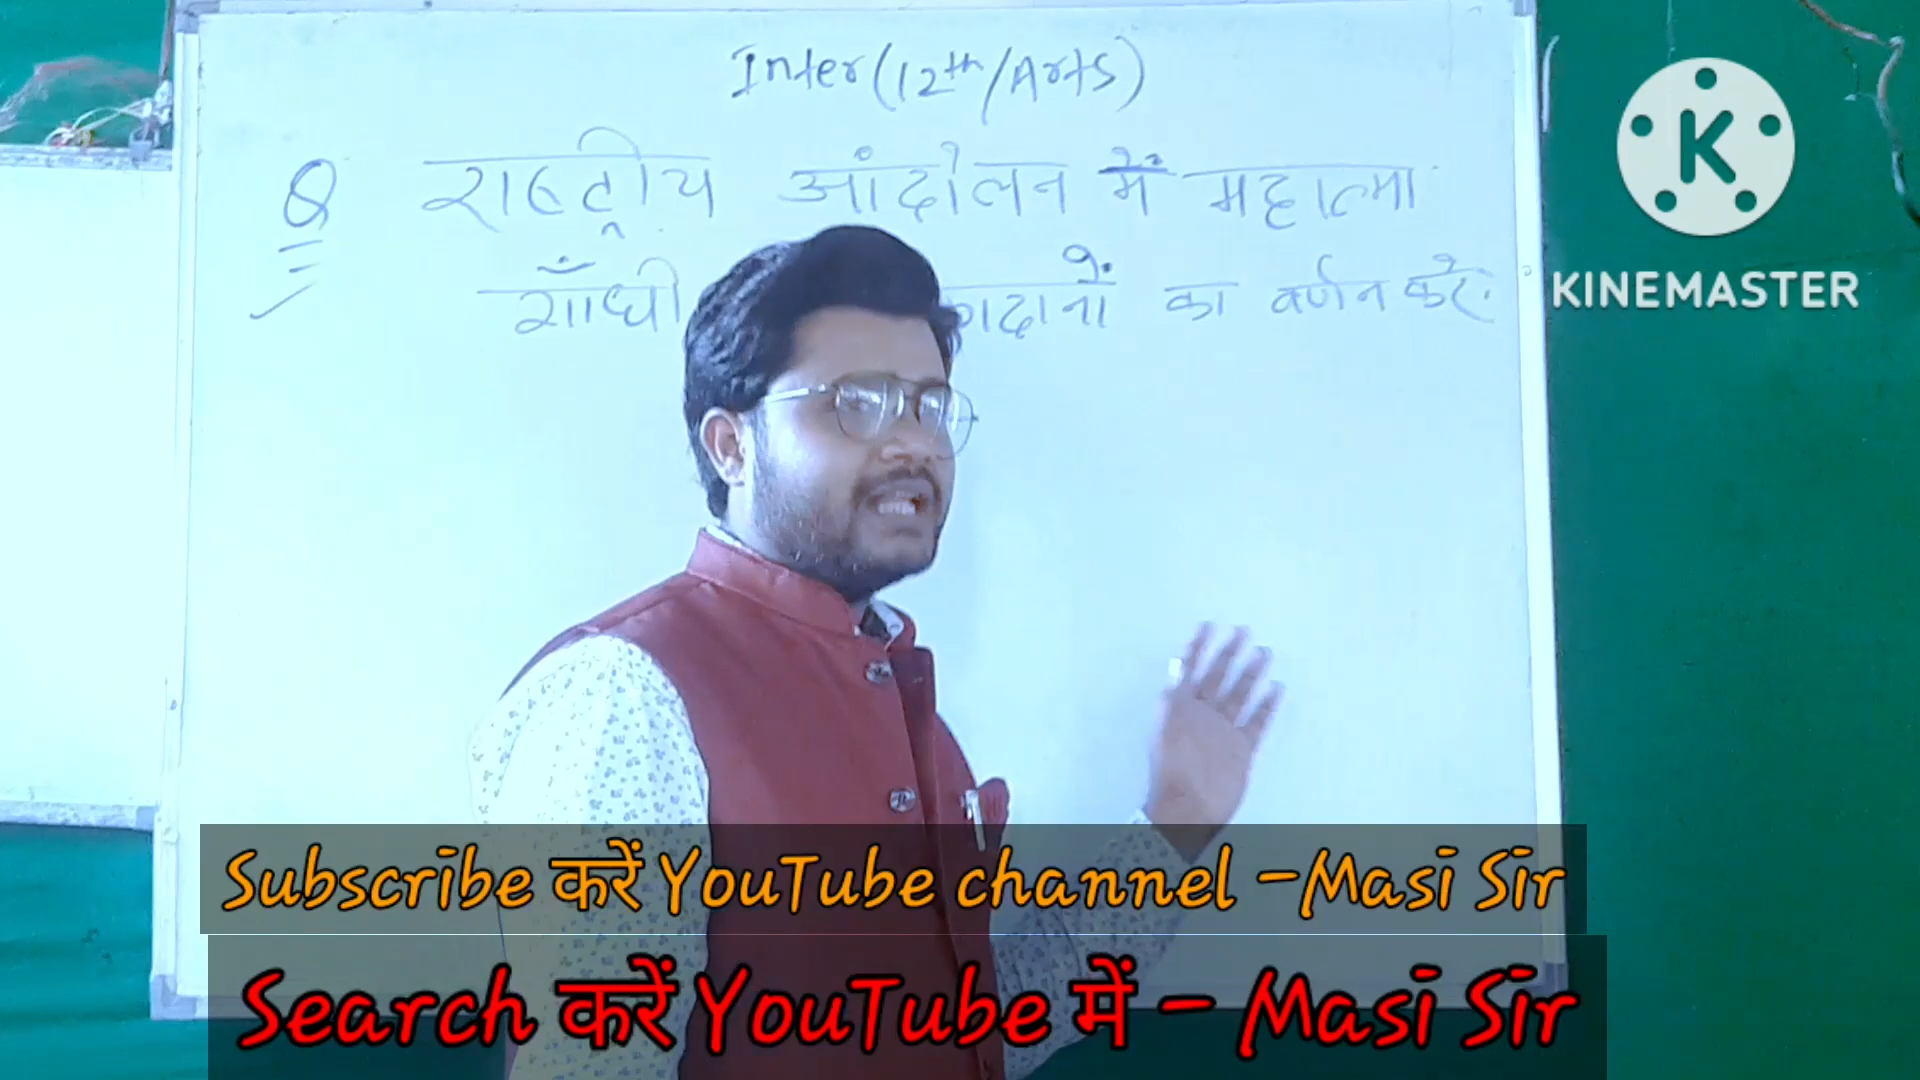 Inter (12th/Arts)
Q राष्ट्रीय आंदोलन में महात्मा
गाँधी का वर्णन करें.
KINEMASTER
Subscribe करें YouTube channel -Masi Sir
Search करें YouTube में - Masi Sir